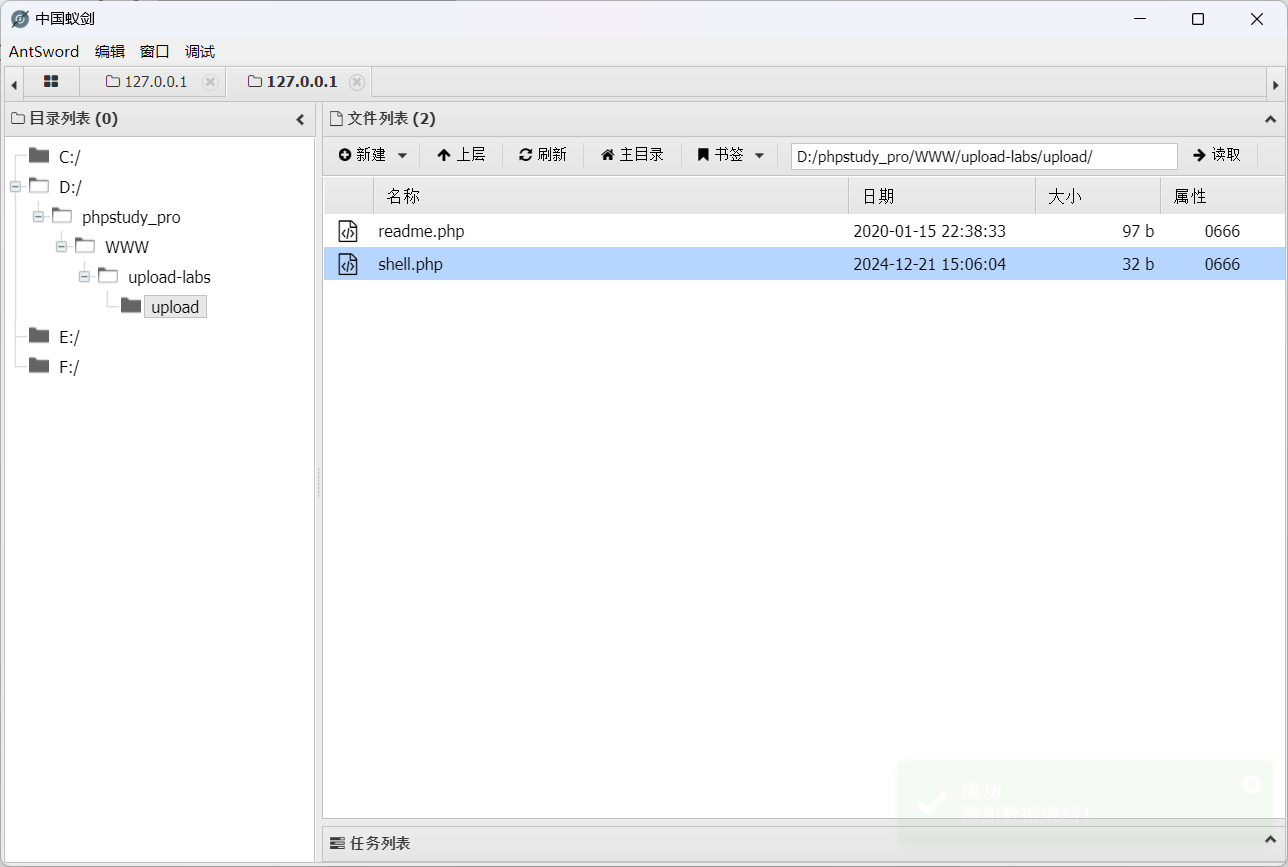 中国蚁剑
AntSword 编辑 窗口 调试
127.0.0.1 127.0.0.1
目录列表 (0)
C:/
D:/
phpstudy_pro
WWW
upload-labs
upload
E:/
F:/
文件列表 (2)
新建 上层 刷新 主目录 书签 D:/phpstudy_pro/WWW/upload-labs/upload/ 读取
名称 日期 大小 属性
readme.php 2020-01-15 22:38:33 97 b 0666
shell.php 2024-12-21 15:06:04 32 b 0666
成功
添加数据成功!
任务列表